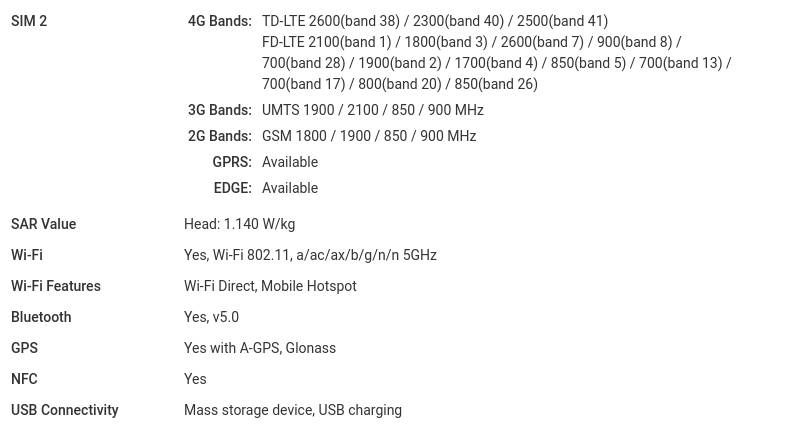 SIM 2 4G Bands: TD-LTE 2600(band 38) / 2300(band 40) / 2500(band 41)
FD-LTE 2100(band 1) / 1800(band 3) / 2600(band 7) / 900(band 8) /
700(band 28) / 1900(band 2) / 1700(band 4) / 850(band 5) / 700(band 13) /
700(band 17) / 800(band 20) / 850(band 26)
3G Bands: UMTS 1900 / 2100 / 850 / 900 MHz
2G Bands: GSM 1800 / 1900 / 850 / 900 MHz
GPRS: Available
EDGE: Available
SAR Value Head: 1.140 W/kg
Wi-Fi Yes, Wi-Fi 802.11, a/ac/ax/b/g/n/n 5GHz
Wi-Fi Features Wi-Fi Direct, Mobile Hotspot
Bluetooth Yes, v5.0
GPS Yes with A-GPS, Glonass
NFC Yes
USB Connectivity Mass storage device, USB charging